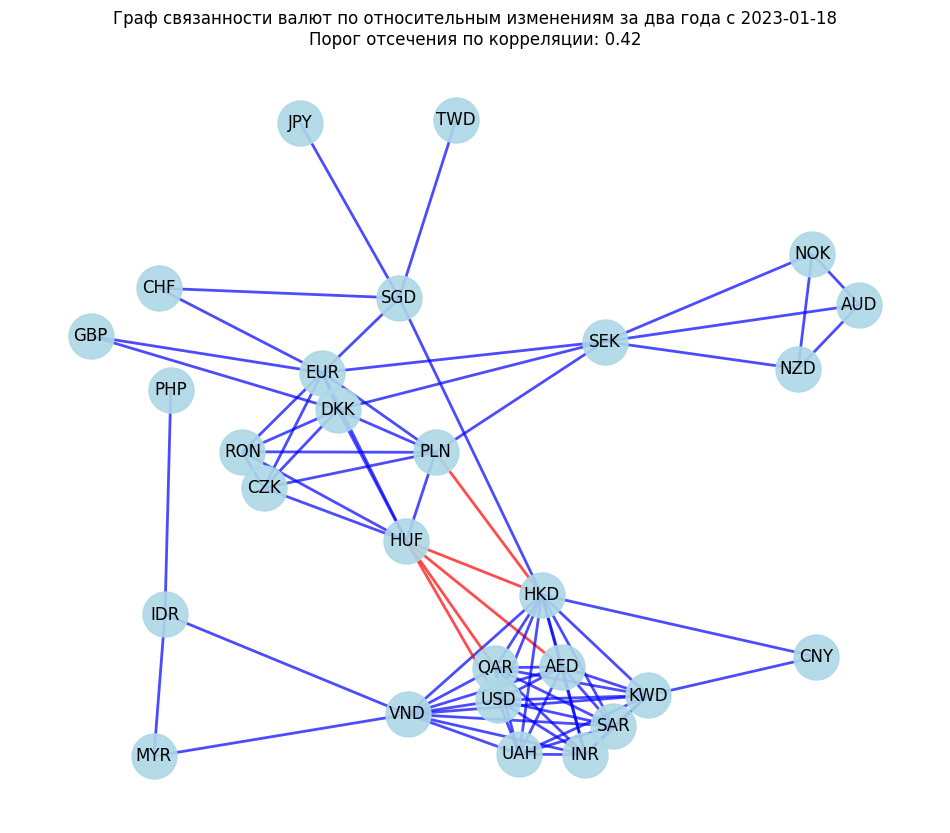 Граф связанности валют по относительным изменениям за два года с 2023-01-18
Порог отсечения по корреляции: 0.42
JPY
TWD
NOK
CHF
SGD
AUD
GBP
SEK
NZD
EUR
PHP
DKK
RON
PLN
CZK
HUF
HKD
IDR
CNY
QAR
AED
KWD
USD
VND
SAR
UAH
INR
MYR